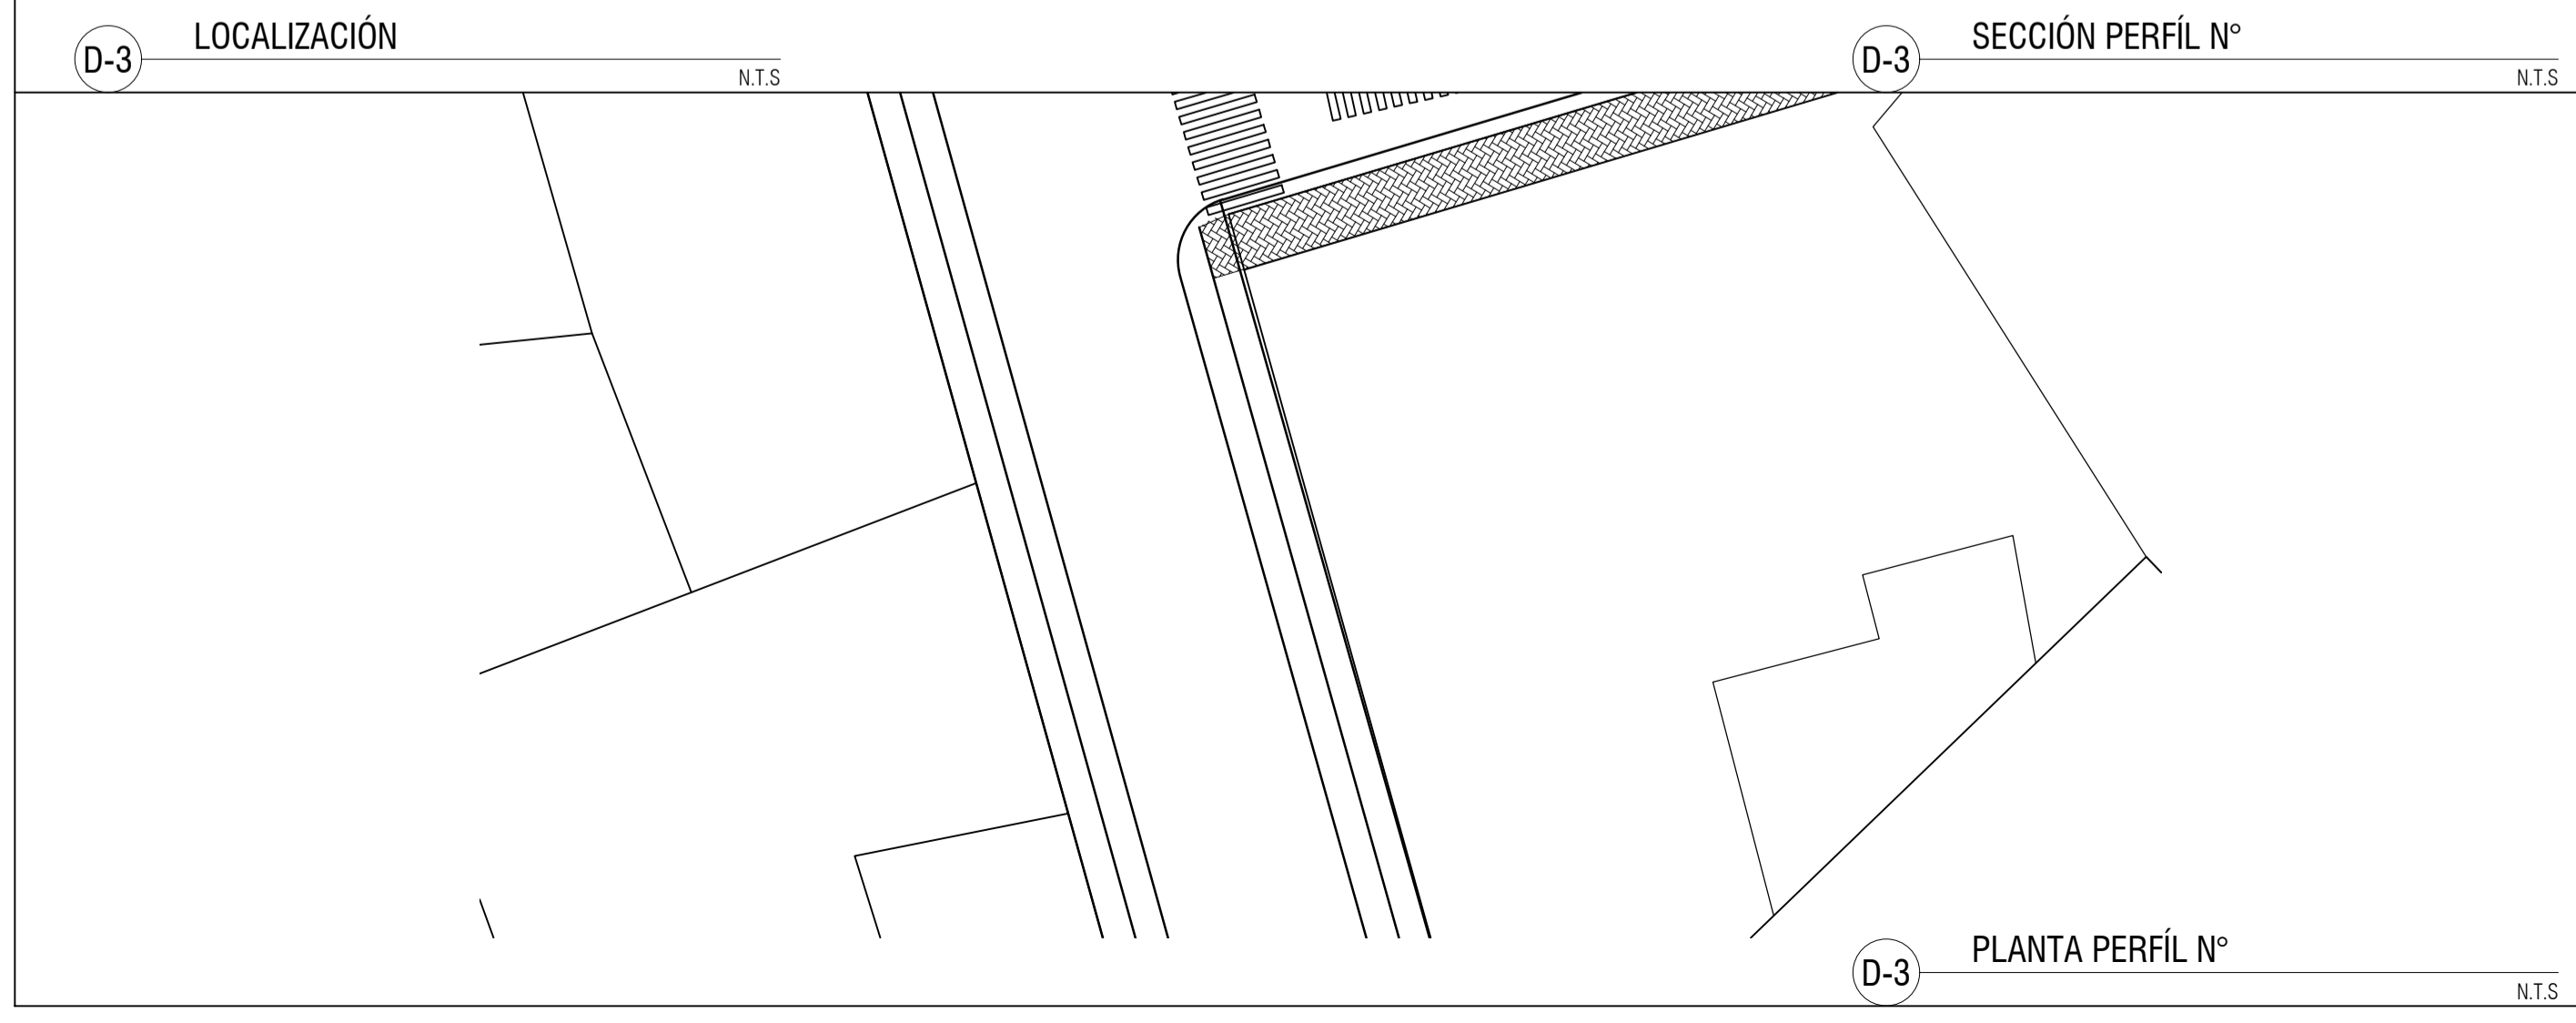 D-3 LOCALIZACIÓN
N.T.S
D-3 SECCIÓN PERFÍL N°
N.T.S
D-3 PLANTA PERFÍL N°
N.T.S